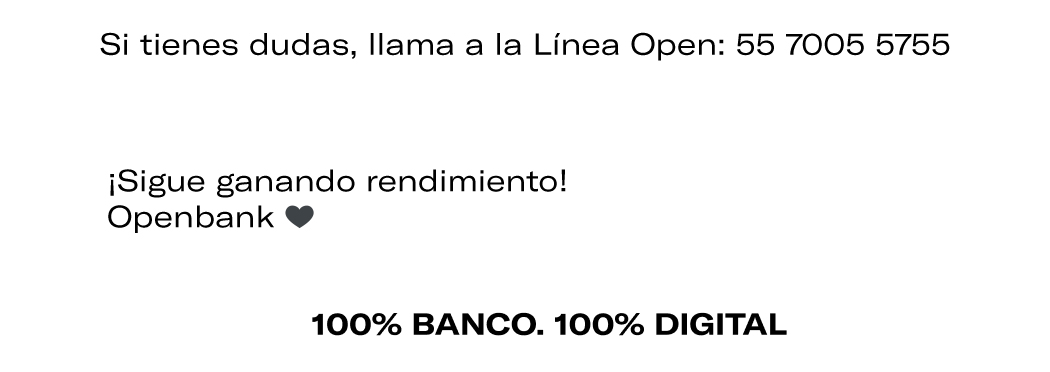 Si tienes dudas, llama a la Línea Open: 55 7005 5755
¡Sigue ganando rendimiento!
Openbank 🖤
100% BANCO. 100% DIGITAL